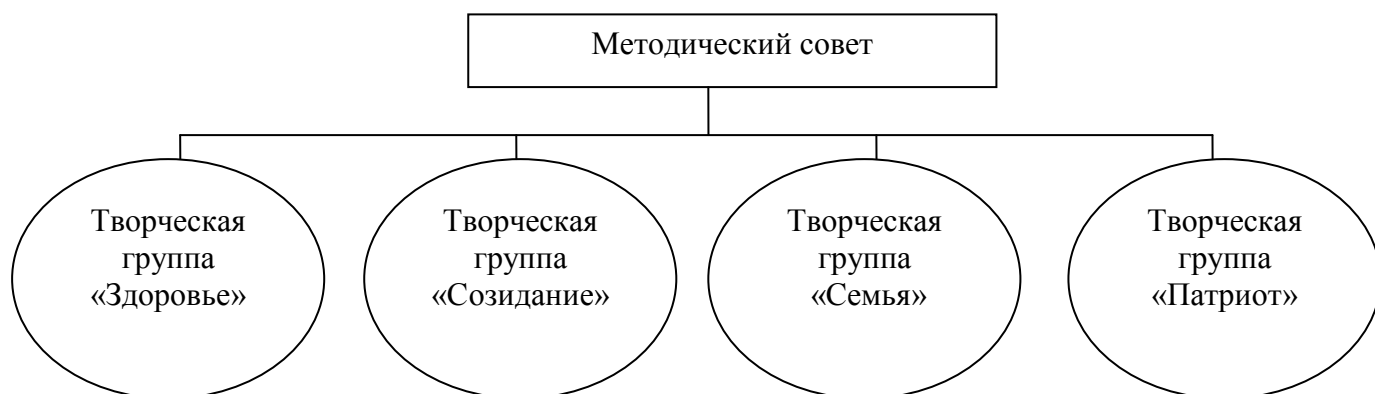 Методический совет
Творческая
группа
«Здоровье»
Творческая
группа
«Созидание»
Творческая
группа
«Семья»
Творческая
группа
«Патриот»